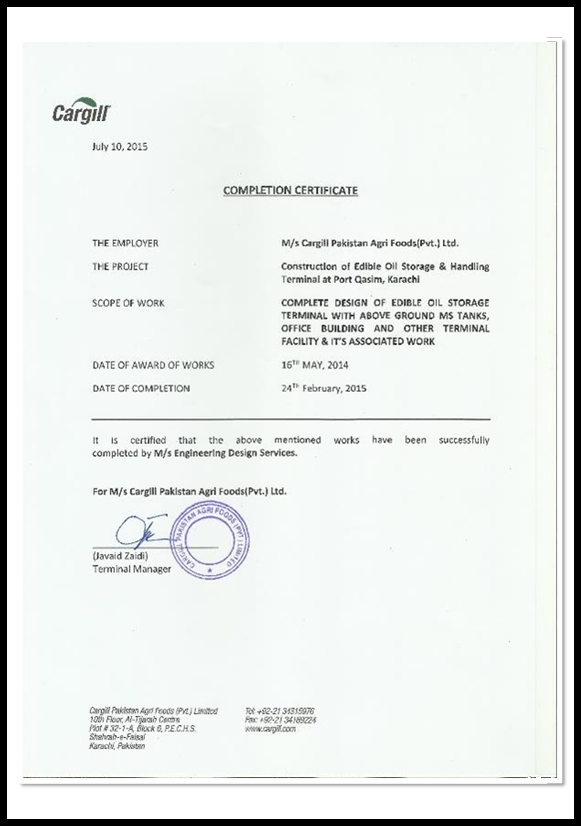 Cargill
July 10, 2015
COMPLETION CERTIFICATE
THE EMPLOYER M/s Cargill Pakistan Agri Foods(Pvt.) Ltd.
THE PROJECT Construction of Edible Oil Storage & Handling
Terminal at Port Qasim, Karachi
SCOPE OF WORK COMPLETE DESIGN OF EDIBLE OIL STORAGE
TERMINAL WITH ABOVE GROUND MS TANKS,
OFFICE BUILDING AND OTHER TERMINAL
FACILITY & IT'S ASSOCIATED WORK
DATE OF AWARD OF WORKS 16TH MAY, 2014
DATE OF COMPLETION 24TH February, 2015
It is certified that the above mentioned works have been successfully
completed by M/s Engineering Design Services.
For M/s Cargill Pakistan Agri Foods(Pvt.) Ltd.
CARGILL PAKISTAN AGRI FOODS (PVT) LIMITED
(Javaid Zaidi)
Terminal Manager
Cargill Pakistan Agri Foods (Pvt.) Limited
10th Floor, Al-Tijarah Centre
Plot # 32-1-A, Block 6, P.E.C.H.S.
Shahrah-e-Faisal
Karachi, Pakistan
Tel: +92-21
Fax: +92-21
www.cargill.com